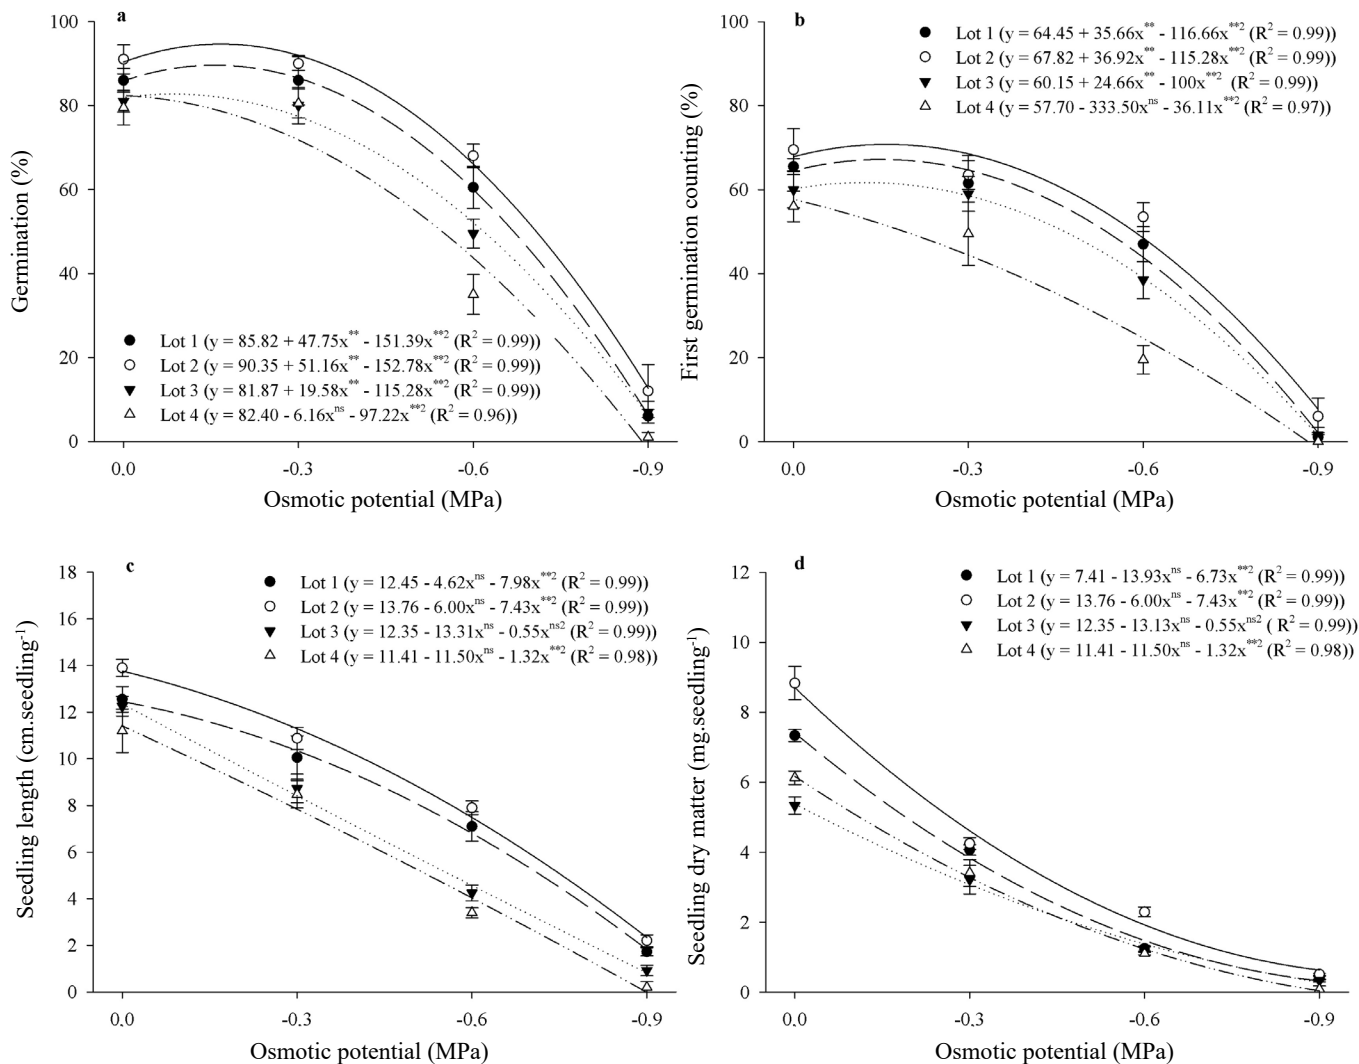 a
100
80
60
40
20
0
Germination (%)
Lot 1 (y = 85.82 + 47.75x** - 151.39x**2 (R2 = 0.99))
Lot 2 (y = 90.35 + 51.16x** - 152.78x**2 (R2 = 0.99))
Lot 3 (y = 81.87 + 19.58x** - 115.28x**2 (R2 = 0.99))
Lot 4 (y = 82.40 - 6.16xns - 97.22x**2 (R2 = 0.96))
0.0 -0.3 -0.6 -0.9
Osmotic potential (MPa)
b
100
80
60
40
20
0
First germination counting (%)
Lot 1 (y = 64.45 + 35.66x** - 116.66x**2 (R2 = 0.99))
Lot 2 (y = 67.82 + 36.92x** - 115.28x**2 (R2 = 0.99))
Lot 3 (y = 60.15 + 24.66x** - 100x**2 (R2 = 0.99))
Lot 4 (y = 57.70 - 333.50xns - 36.11x**2 (R2 = 0.97))
0.0 -0.3 -0.6 -0.9
Osmotic potential (MPa)
c
18
16
14
12
10
8
6
4
2
0
Seedling length (cm.seedling-1)
Lot 1 (y = 12.45 - 4.62xns - 7.98x**2 (R2 = 0.99))
Lot 2 (y = 13.76 - 6.00xns - 7.43x**2 (R2 = 0.99))
Lot 3 (y = 12.35 - 13.31xns - 0.55xns2 (R2 = 0.99))
Lot 4 (y = 11.41 - 11.50xns - 1.32x**2 (R2 = 0.98))
0.0 -0.3 -0.6 -0.9
Osmotic potential (MPa)
d
12
10
8
6
4
2
0
Seedling dry matter (mg.seedling-1)
Lot 1 (y = 7.41 - 13.93xns - 6.73x**2 (R2 = 0.99))
Lot 2 (y = 13.76 - 6.00xns - 7.43x**2 (R2 = 0.99))
Lot 3 (y = 12.35 - 13.13xns - 0.55xns2 (R2 = 0.99))
Lot 4 (y = 11.41 - 11.50xns - 1.32x**2 (R2 = 0.98))
0.0 -0.3 -0.6 -0.9
Osmotic potential (MPa)